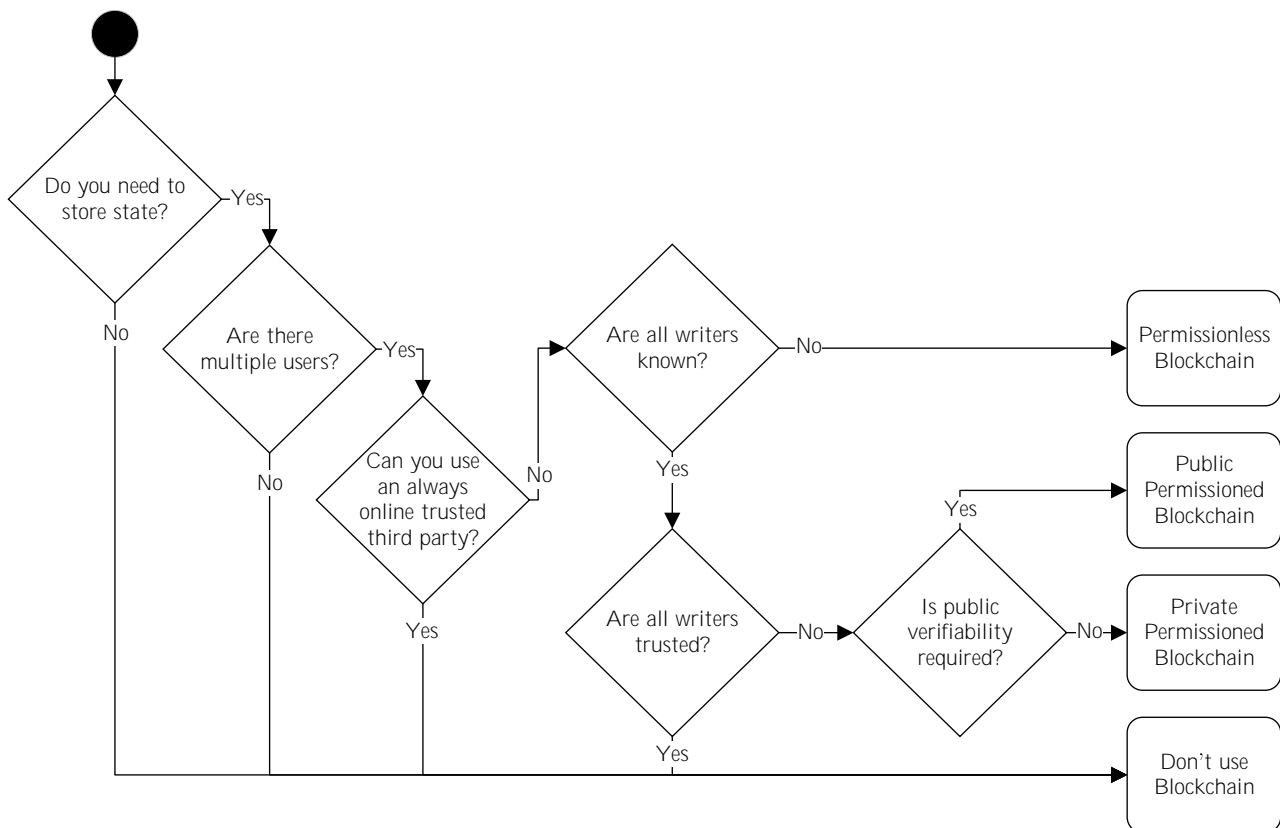 Do you need to
store state?
Yes
No
Are there
multiple users?
Yes
No
Can you use
an always
online trusted
third party?
No
Yes
Are all writers
known?
No
Yes
Are all writers
trusted?
No
Yes
Is public
verifiability
required?
Yes
No
Permissionless
Blockchain
Public
Permissioned
Blockchain
Private
Permissioned
Blockchain
Don't use
Blockchain